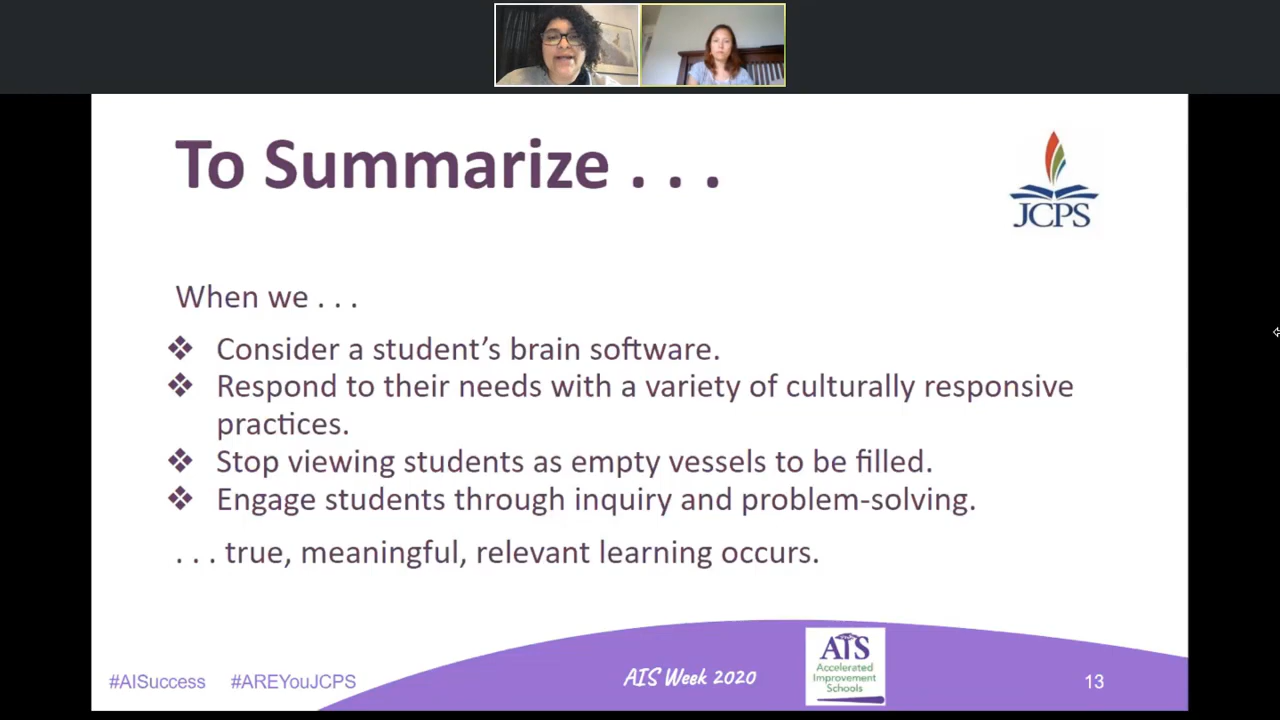 To Summarize . . .
JCPS
When we . . .
❖ Consider a student's brain software.
❖ Respond to their needs with a variety of culturally responsive
practices.
❖ Stop viewing students as empty vessels to be filled.
❖ Engage students through inquiry and problem-solving.
. . . true, meaningful, relevant learning occurs.
#AISuccess #AREYouJCPS
AIS Week 2020
AIS
Accelerated
Improvement
Schools
13